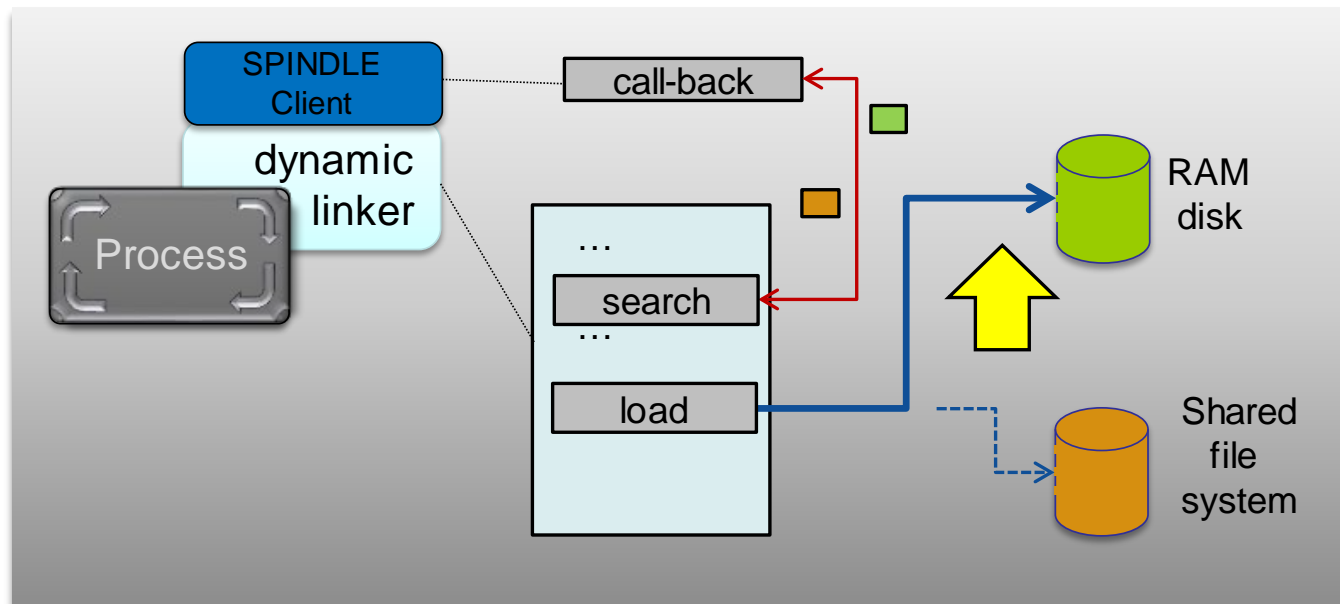 SPINDLE
Client
dynamic
linker
Process
call-back
...
search
...
load
RAM
disk
Shared
file
system